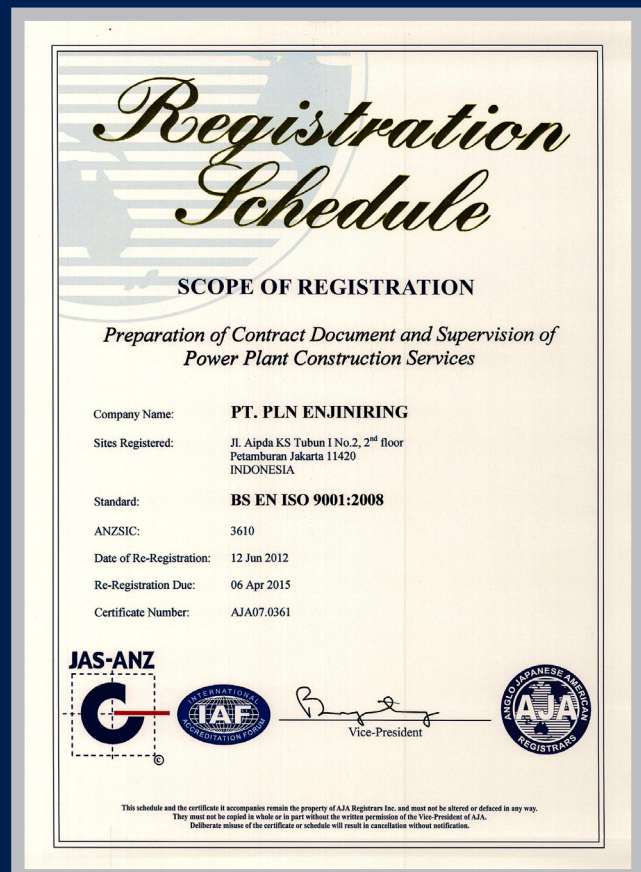 Registration
Schedule
SCOPE OF REGISTRATION
Preparation of Contract Document and Supervision of
Power Plant Construction Services
Company Name: PT. PLN ENJINIRING
Sites Registered: Jl. Aipda KS Tubun I No.2, 2nd floor
Petamburan Jakarta 11420
INDONESIA
Standard: BS EN ISO 9001:2008
ANZSIC: 3610
Date of Re-Registration: 12 Jun 2012
Re-Registration Due: 06 Apr 2015
Certificate Number: AJA07.0361
JAS-ANZ
©
INTERNATIONAL
IAF
ACCREDITATION FORUM
Vice-President
ANGLO JAPANESE AMERICAN
AJA
REGISTRARS
This schedule and the certificate it accompanies remain the property of AJA Registrars Inc. and must not be altered or defaced in any way.
They must not be copied in whole or in part without the written permission of the Vice-President of AJA.
Deliberate misuse of the certificate or schedule will result in cancellation without notification.